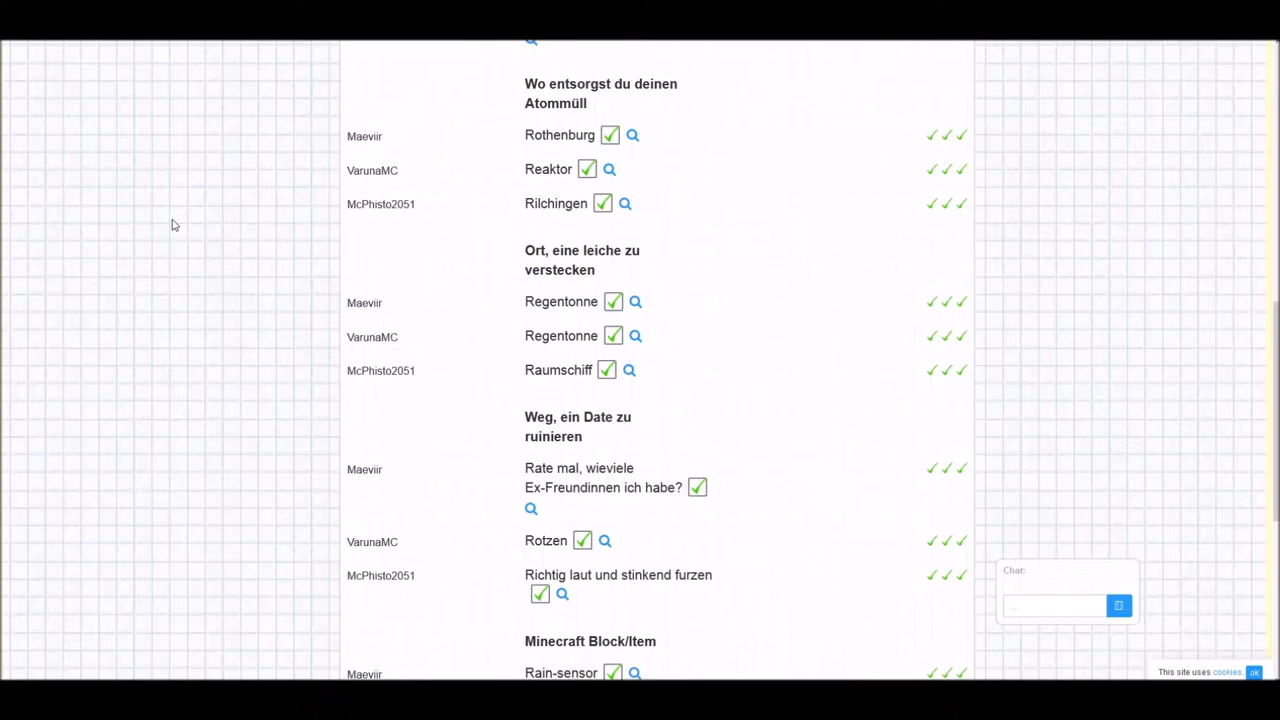 Wo entsorgst du deinen
Atommüll
Maeviir Rothenburg
VarunaMC Reaktor
McPhisto2051 Rilchingen
Ort, eine leiche zu
verstecken
Maeviir Regentonne
VarunaMC Regentonne
McPhisto2051 Raumschiff
Weg, ein Date zu
ruinieren
Maeviir Rate mal, wieviele
Ex-Freundinnen ich habe?
VarunaMC Rotzen
McPhisto2051 Richtig laut und stinkend furzen
Chat:
...
Minecraft Block/Item
Maeviir Rain-sensor
This site uses cookies. ok